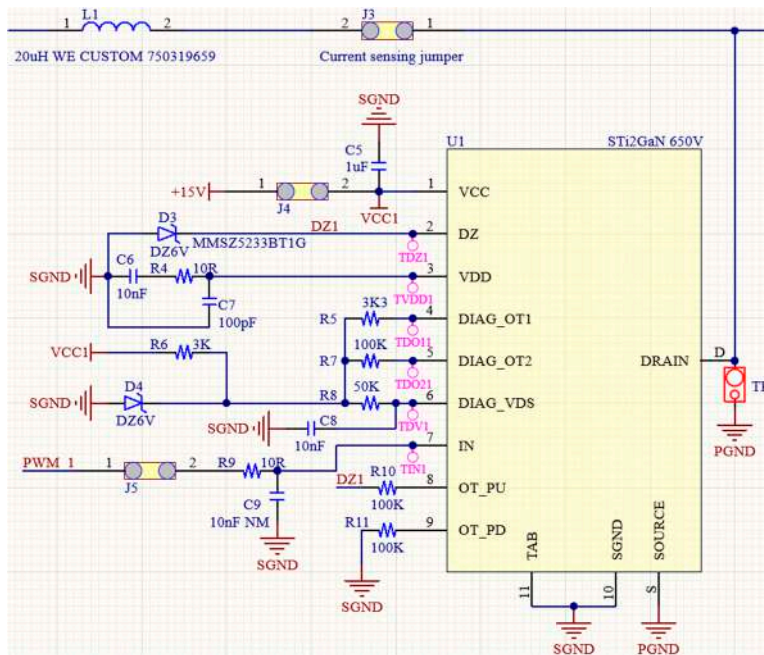 L1
1 2
20uH WE CUSTOM 750319659
J3
2 1
Current sensing jumper
SGND
C5
1uF
U1
STi2GaN 650V
+15V
1 2
J4
VCC1
1 VCC
D3
DZ6V
MMSZ5233BT1G
DZ1
TDZ1
2 DZ
SGND
C6
10nF
R4 10R
C7
100pF
TVDD1
3 VDD
R5 3K3
TDO11
4 DIAG_OT1
VCC1
R6 3K
R7 100K
TDO21
5 DIAG_OT2
SGND
D4
DZ6V
R8 50K
TDV1
6 DIAG_VDS
SGND
C8
10nF
PWM_1
1 2
J5
R9 10R
TIN1
7 IN
C9
10nF NM
SGND
DZ1
R10
100K
8 OT_PU
R11
100K
9 OT_PD
SGND
DRAIN D
PGND
TAB
11
SGND
10
SOURCE
S
SGND
PGND